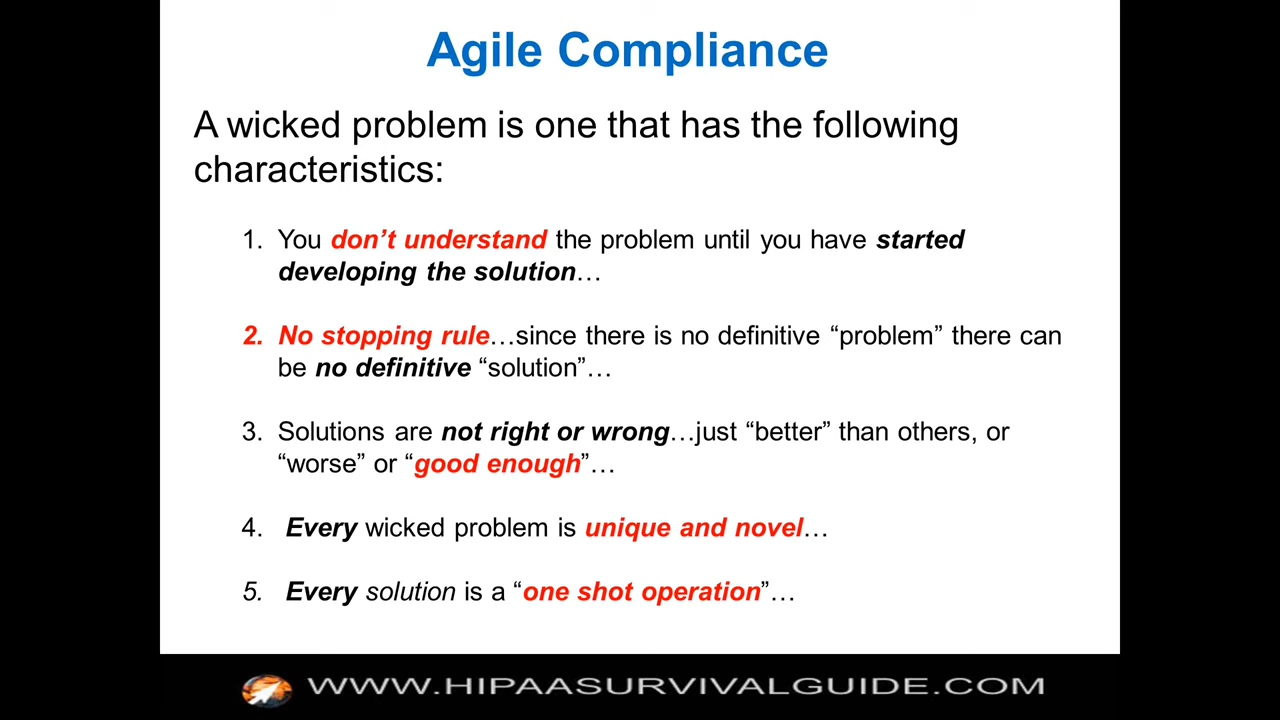 Agile Compliance
A wicked problem is one that has the following
characteristics:
1. You don’t understand the problem until you have started
developing the solution…
2. No stopping rule…since there is no definitive “problem” there can
be no definitive “solution”…
3. Solutions are not right or wrong…just “better” than others, or
“worse” or “good enough”…
4. Every wicked problem is unique and novel…
5. Every solution is a “one shot operation”…
WWW.HIPAASURVIVALGUIDE.COM